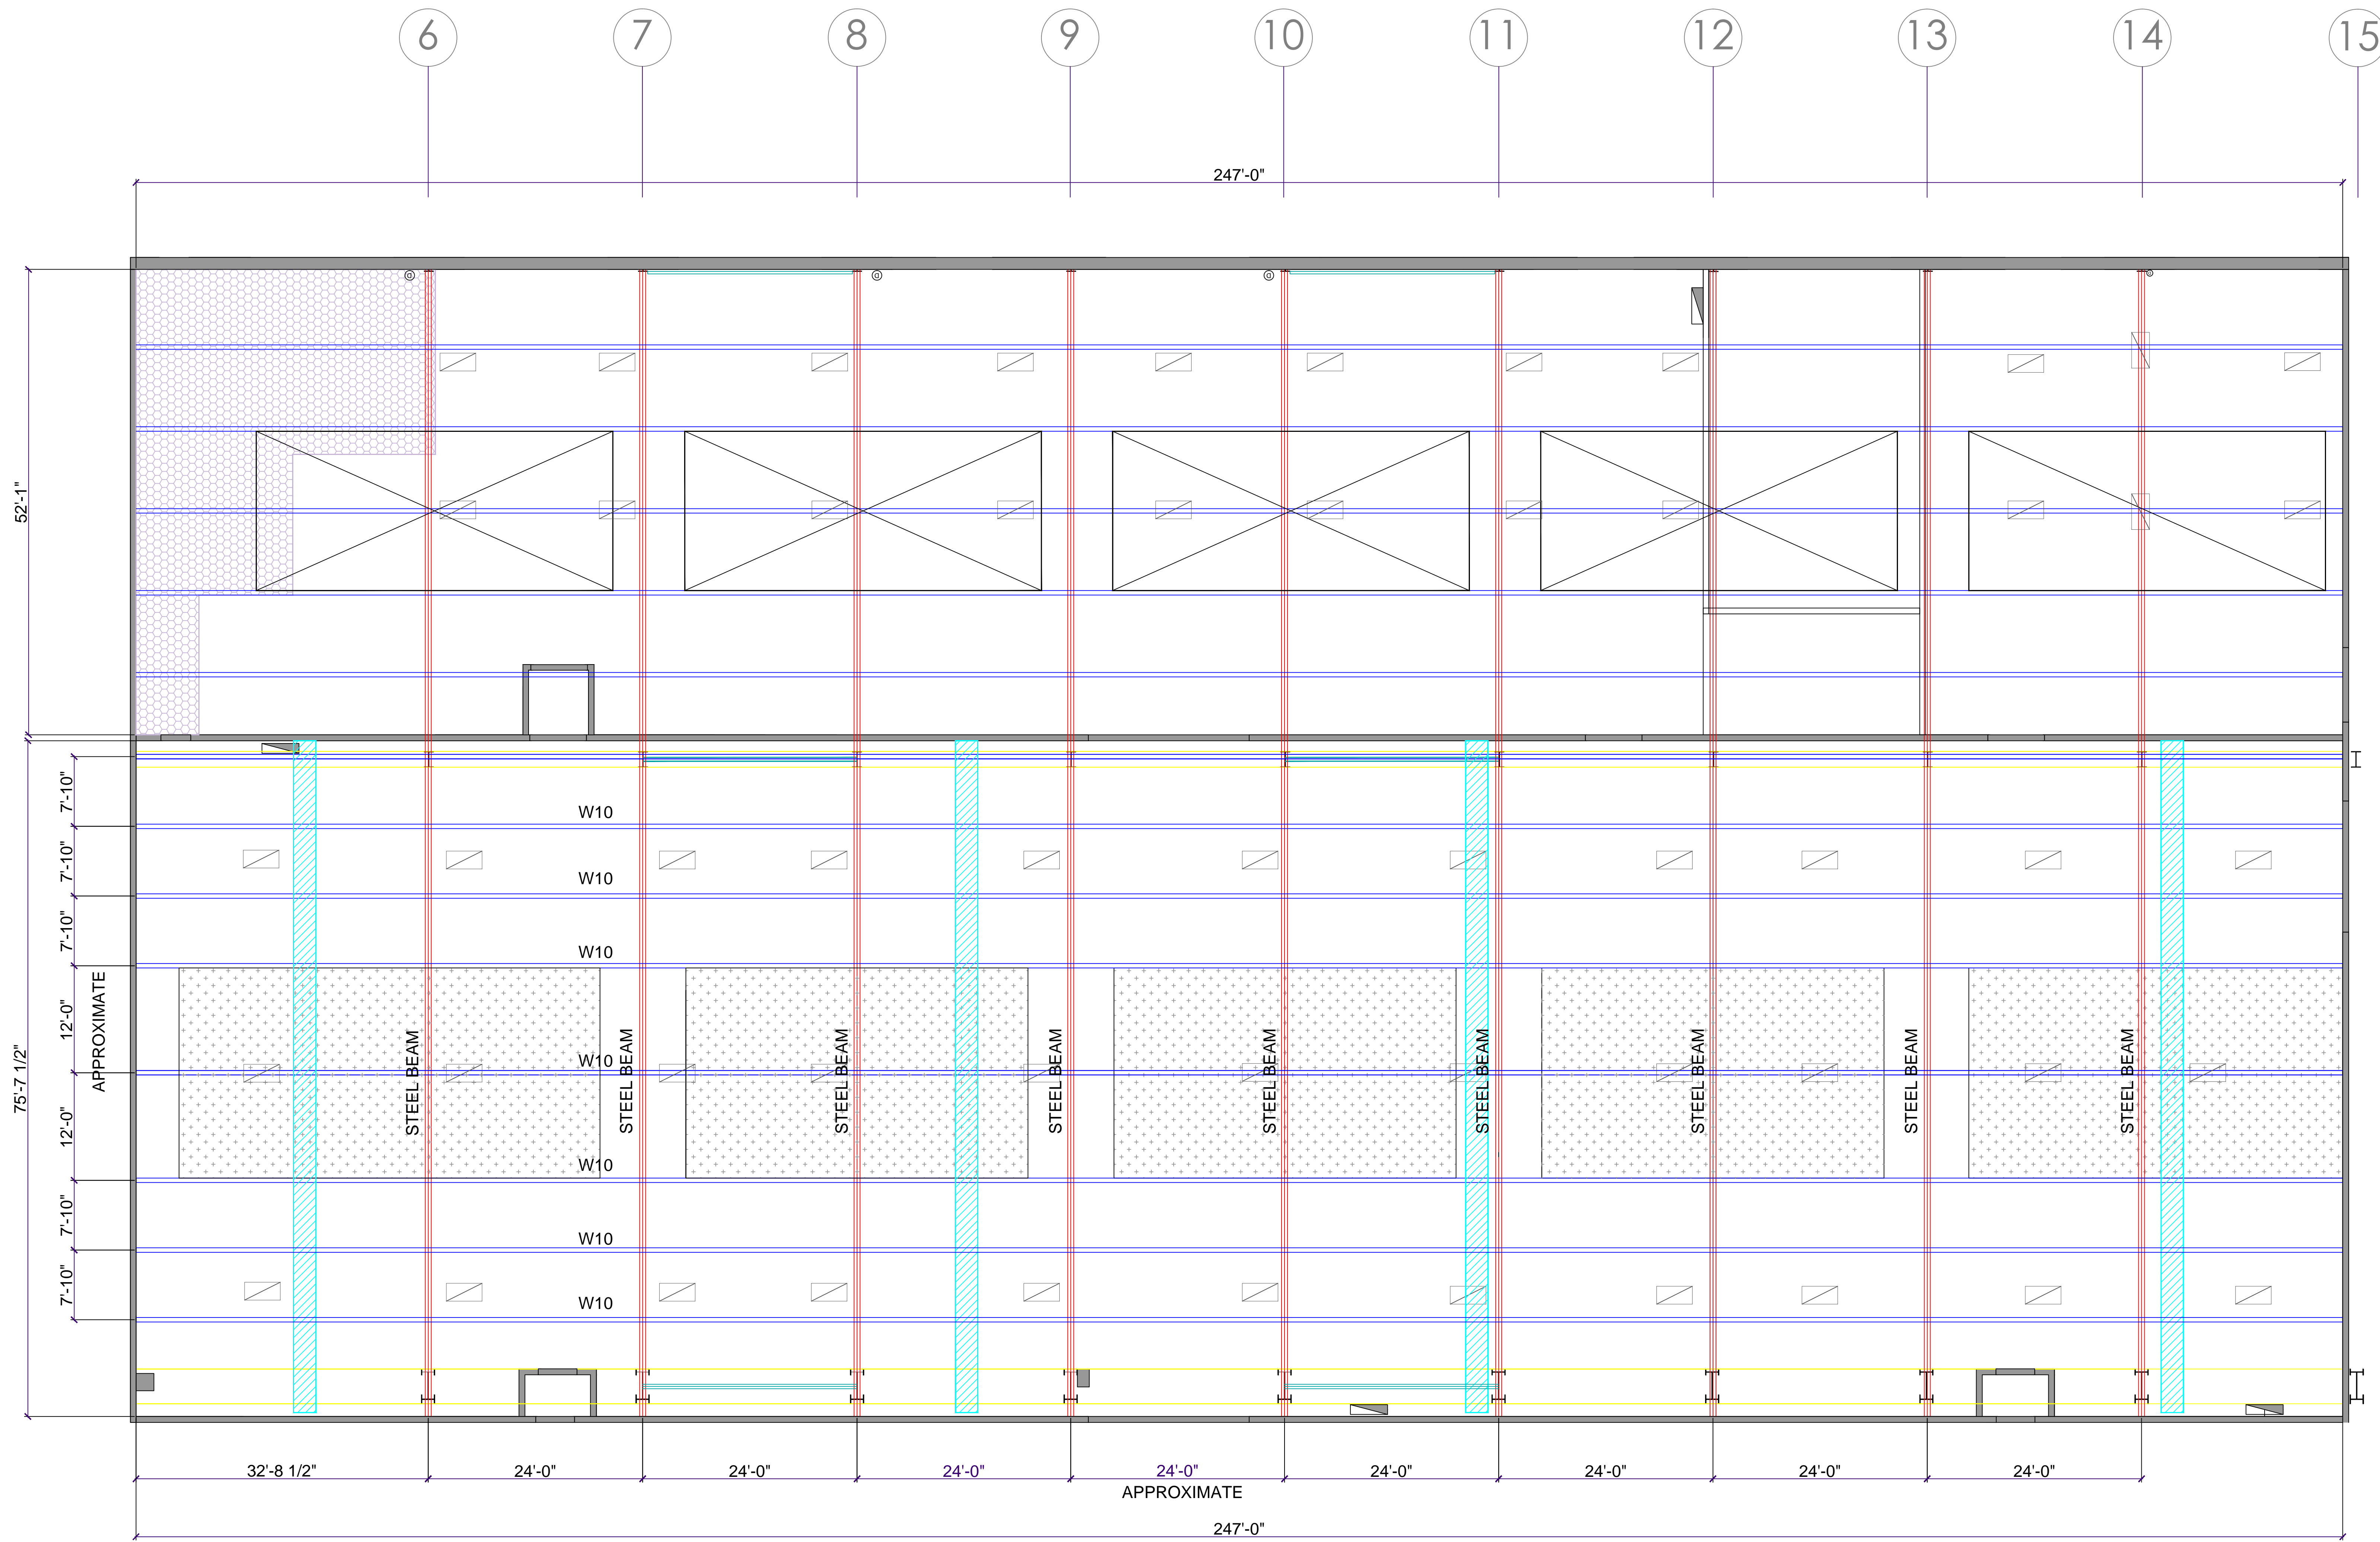 6 7 8 9 10 11 12 13 14 15
247'-0"
@ @ @ @
52'-1"
7'-10"
W10
7'-10"
W10
7'-10"
W10
APPROXIMATE
12'-0"
75'-7 1/2"
W10
STEEL BEAM
STEEL BEAM
STEEL BEAM
STEEL BEAM
STEEL BEAM
STEEL BEAM
STEEL BEAM
STEEL BEAM
STEEL BEAM
12'-0"
W10
7'-10"
W10
7'-10"
W10
32'-8 1/2" 24'-0" 24'-0" 24'-0" 24'-0" 24'-0" 24'-0" 24'-0" 24'-0"
APPROXIMATE
247'-0"